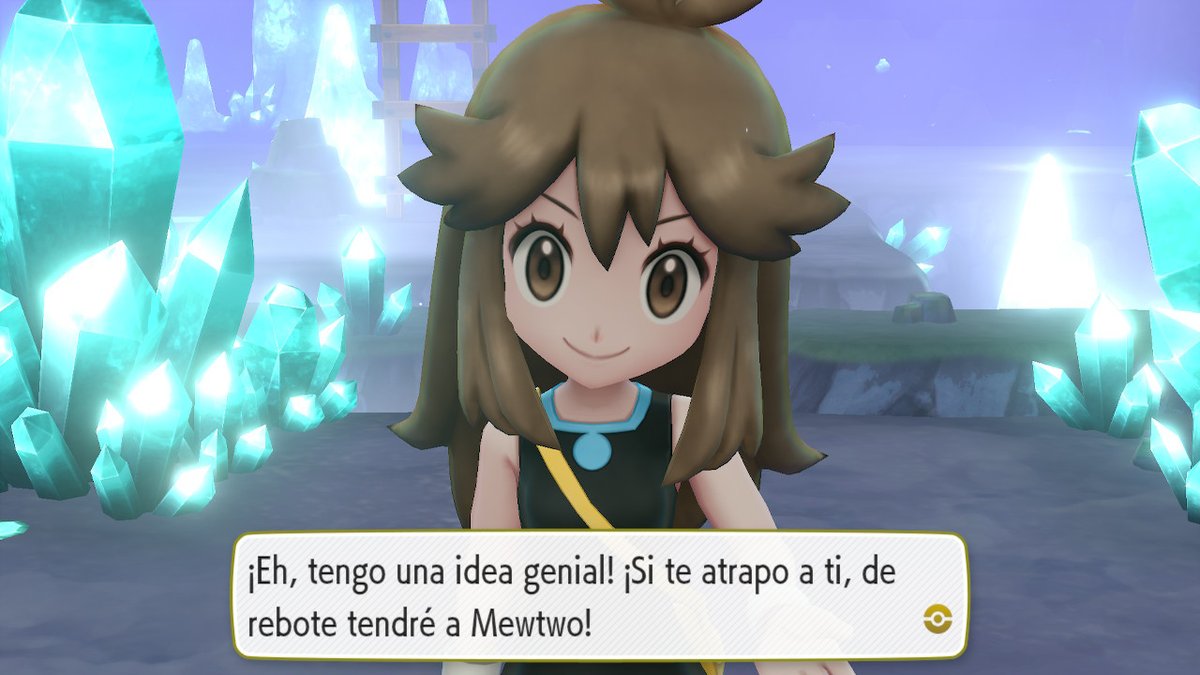 ¡Eh, tengo una idea genial! ¡Si te atrapo a ti, de
rebote tendré a Mewtwo!